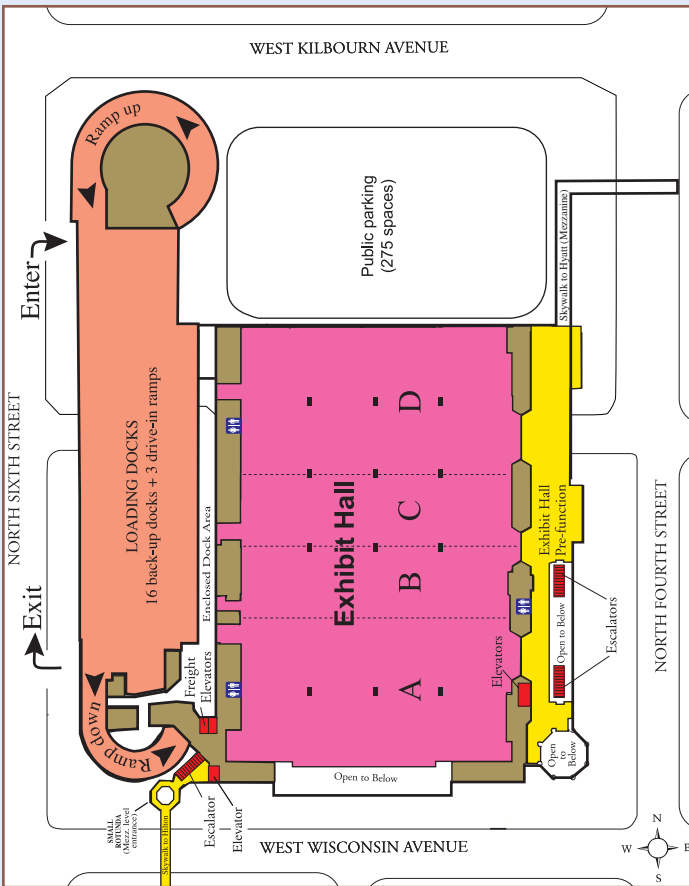 WEST KILBOURN AVENUE
Ramp up
Public parking
(275 spaces)
Skywalk to Hyatt (Mezzanine)
Enter
NORTH SIXTH STREET
LOADING DOCKS
16 back-up docks + 3 drive-in ramps
Enclosed Dock Area
Exhibit Hall
D
C
B
A
Exhibit Hall
Pre-function
NORTH FOURTH STREET
Exit
Open to Below
Escalators
Elevators
Freight
Elevators
Ramp down
Open
to
Below
Open to Below
SMALL
ROTUNDA
(Mezz. level
entrance)
Skywalk to Hilton
Escalator
Elevator
WEST WISCONSIN AVENUE
N
W
E
S